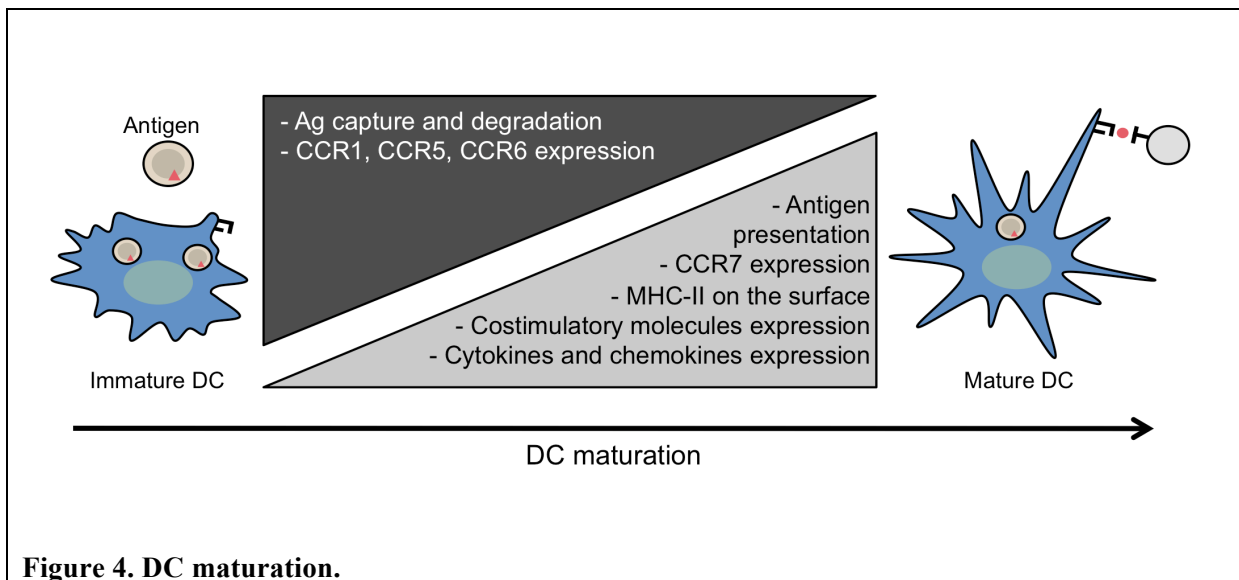 Antigen
- Ag capture and degradation
- CCR1, CCR5, CCR6 expression
- Antigen
presentation
- CCR7 expression
- MHC-II on the surface
- Costimulatory molecules expression
- Cytokines and chemokines expression
Immature DC
Mature DC
DC maturation
Figure 4. DC maturation.